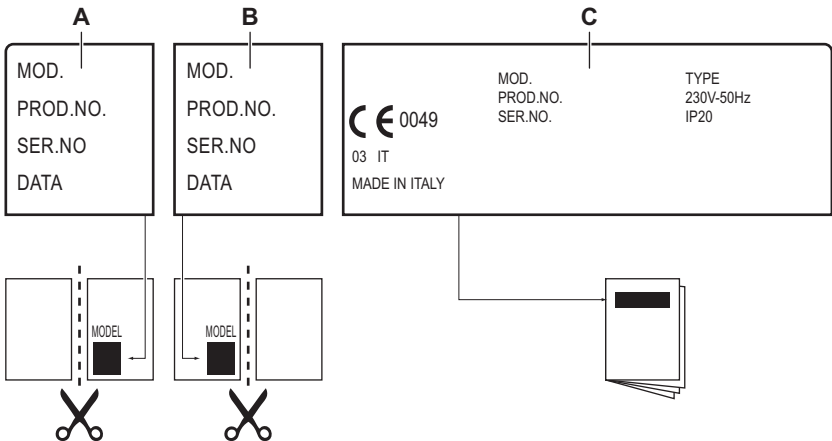 A
B
C
MOD.
PROD.NO.
SER.NO
DATA
MOD.
PROD.NO.
SER.NO
DATA
MOD.
PROD.NO.
SER.NO.
TYPE
230V-50Hz
IP20
CE 0049
03 IT
MADE IN ITALY
MODEL
MODEL